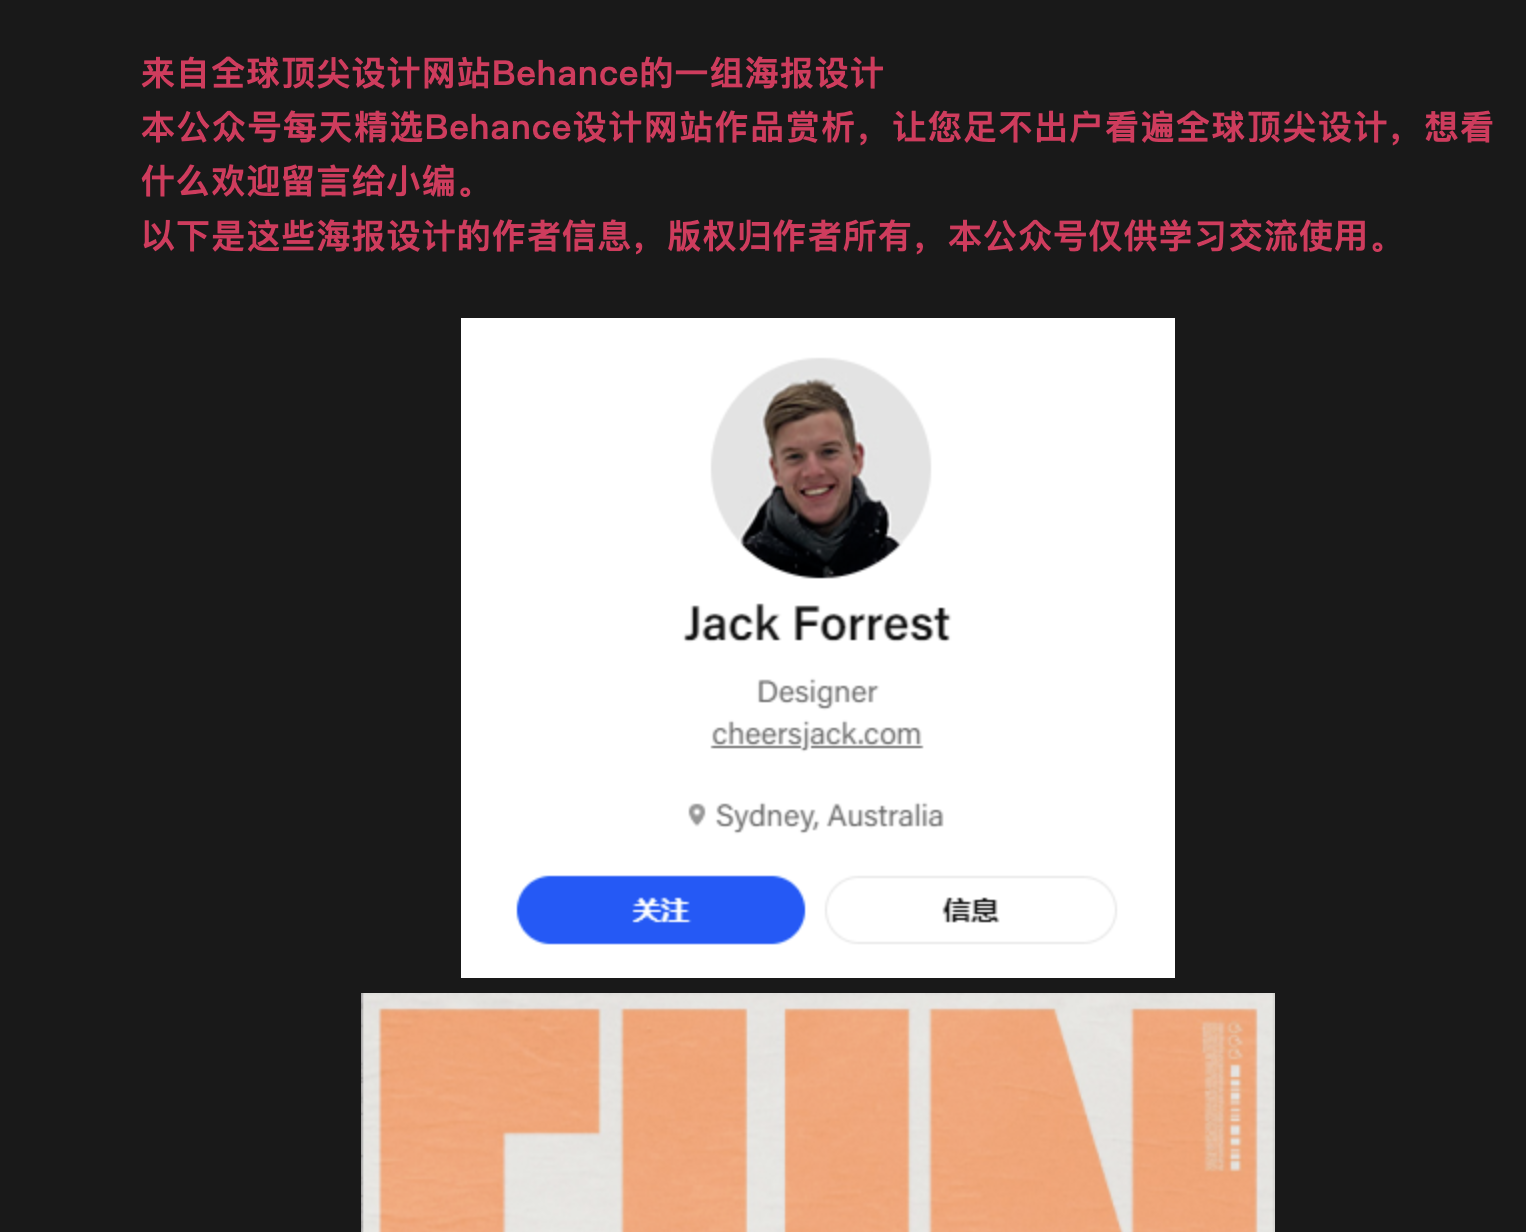 来自全球顶尖设计网站Behance的一组海报设计
本公众号每天精选Behance设计网站作品赏析，让您足不出户看遍全球顶尖设计，想看
什么欢迎留言给小编。
以下是这些海报设计的作者信息，版权归作者所有，本公众号仅供学习交流使用。
Jack Forrest
Designer
cheersjack.com
Sydney, Australia
关注
信息
FUN